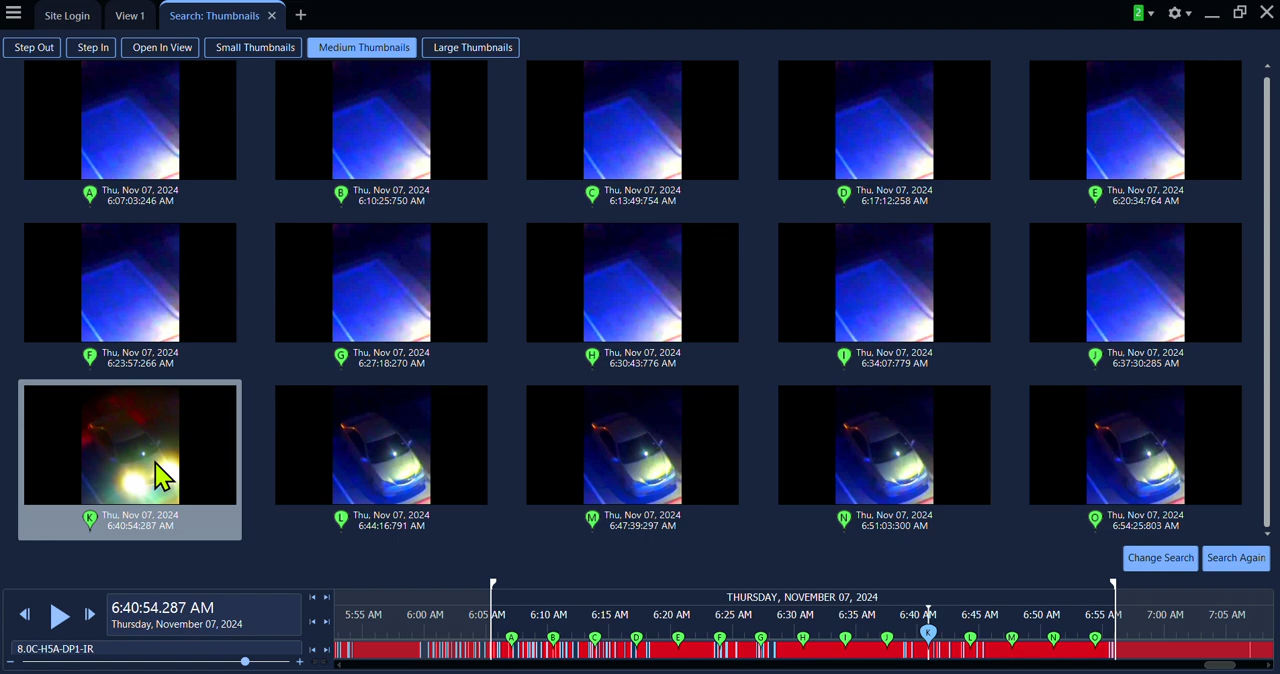 Site Login
View 1
Search: Thumbnails
2
Step Out
Step In
Open In View
Small Thumbnails
Medium Thumbnails
Large Thumbnails
A Thu, Nov 07, 2024
6:07:03:246 AM
B Thu, Nov 07, 2024
6:10:25:750 AM
C Thu, Nov 07, 2024
6:13:49:754 AM
D Thu, Nov 07, 2024
6:17:12:258 AM
E Thu, Nov 07, 2024
6:20:34:764 AM
F Thu, Nov 07, 2024
6:23:57:266 AM
G Thu, Nov 07, 2024
6:27:18:270 AM
H Thu, Nov 07, 2024
6:30:43:776 AM
I Thu, Nov 07, 2024
6:34:07:779 AM
J Thu, Nov 07, 2024
6:37:30:285 AM
K Thu, Nov 07, 2024
6:40:54:287 AM
L Thu, Nov 07, 2024
6:44:16:791 AM
M Thu, Nov 07, 2024
6:47:39:297 AM
N Thu, Nov 07, 2024
6:51:03:300 AM
O Thu, Nov 07, 2024
6:54:25:803 AM
Change Search
Search Again
6:40:54.287 AM
Thursday, November 07, 2024
THURSDAY, NOVEMBER 07, 2024
5:55 AM 6:00 AM 6:05 AM 6:10 AM 6:15 AM 6:20 AM 6:25 AM 6:30 AM 6:35 AM 6:40 AM 6:45 AM 6:50 AM 6:55 AM 7:00 AM 7:05 AM
A B C D E F G H I J K L M N O
8.0C-H5A-DP1-IR